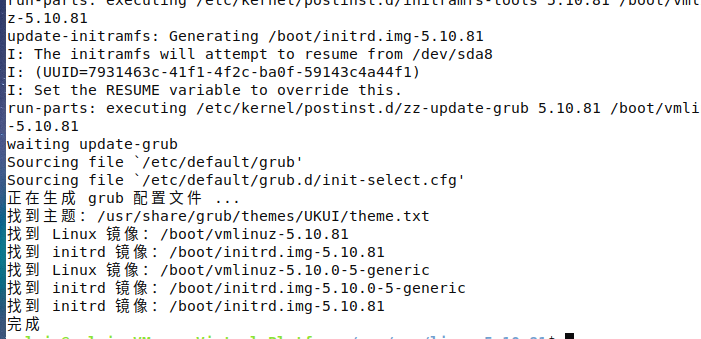 run-parts: executing /etc/kernel/postinst.d/initramfs-tools 5.10.81 /boot/vml
z-5.10.81
update-initramfs: Generating /boot/initrd.img-5.10.81
I: The initramfs will attempt to resume from /dev/sda8
I: (UUID=7931463c-41f1-4f2c-ba0f-59143c4a44f1)
I: Set the RESUME variable to override this.
run-parts: executing /etc/kernel/postinst.d/zz-update-grub 5.10.81 /boot/vmli
-5.10.81
waiting update-grub
Sourcing file `/etc/default/grub'
Sourcing file `/etc/default/grub.d/init-select.cfg'
正在生成 grub 配置文件 ...
找到主题：/usr/share/grub/themes/UKUI/theme.txt
找到 Linux 镜像：/boot/vmlinuz-5.10.81
找到 initrd 镜像：/boot/initrd.img-5.10.81
找到 Linux 镜像：/boot/vmlinuz-5.10.0-5-generic
找到 initrd 镜像：/boot/initrd.img-5.10.0-5-generic
找到 initrd 镜像：/boot/initrd.img-5.10.81
完成